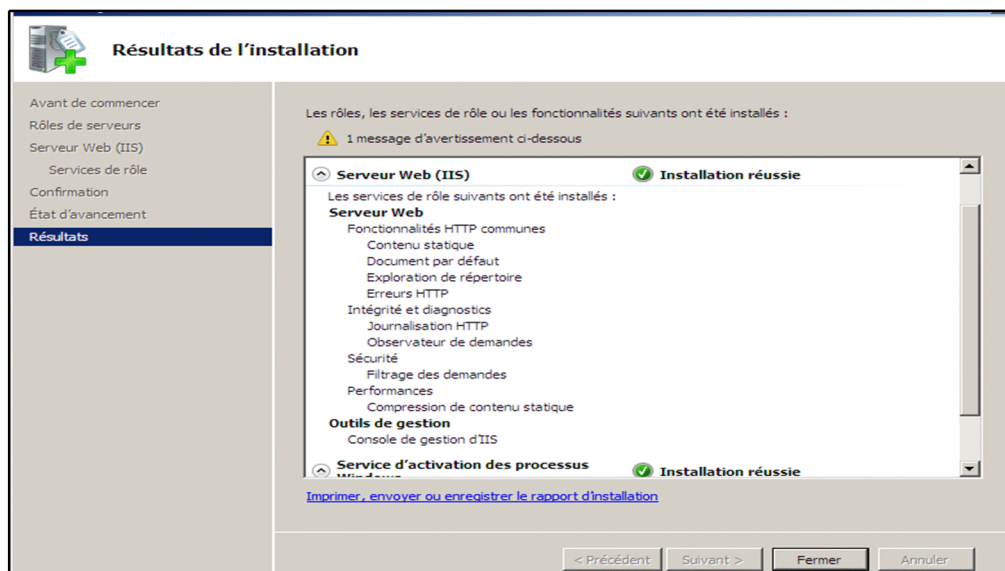 Résultats de l'installation
Avant de commencer
Rôles de serveurs
Serveur Web (IIS)
Services de rôle
Confirmation
État d'avancement
Résultats
Les rôles, les services de rôle ou les fonctionnalités suivants ont été installés :
1 message d'avertissement ci-dessous
Serveur Web (IIS) Installation réussie
Les services de rôle suivants ont été installés :
Serveur Web
Fonctionnalités HTTP communes
Contenu statique
Document par défaut
Exploration de répertoire
Erreurs HTTP
Intégrité et diagnostics
Journalisation HTTP
Observateur de demandes
Sécurité
Filtrage des demandes
Performances
Compression de contenu statique
Outils de gestion
Console de gestion d'IIS
Service d'activation des processus Installation réussie
Windows
Imprimer, envoyer ou enregistrer le rapport d'installation
< Précédent Suivant > Fermer Annuler